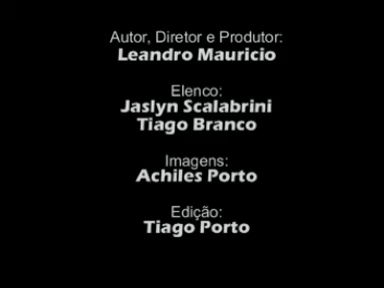 Autor, Diretor e Produtor:
Leandro Mauricio
Elenco:
Jaslyn Scalabrini
Tiago Branco
Imagens:
Achiles Porto
Edição:
Tiago Porto